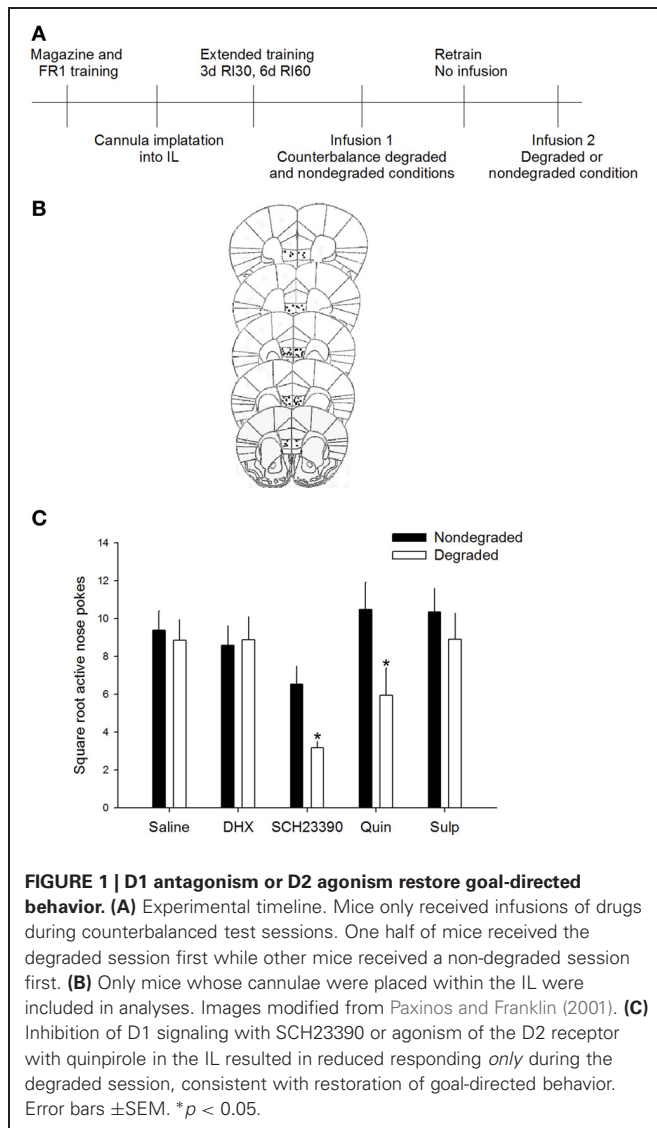 A
Magazine and
FR1 training
Extended training
3d RI30, 6d RI60
Retrain
No infusion
Cannula implatation
into IL
Infusion 1
Counterbalance degraded
and nondegraded conditions
Infusion 2
Degraded or
nondegraded condition
B
C
Nondegraded
Degraded
Square root active nose pokes
14
12
10
8
6
4
2
0
*
*
Saline DHX SCH23390 Quin Sulp
FIGURE 1 | D1 antagonism or D2 agonism restore goal-directed
behavior. (A) Experimental timeline. Mice only received infusions of drugs
during counterbalanced test sessions. One half of mice received the
degraded session first while other mice received a non-degraded session
first. (B) Only mice whose cannulae were placed within the IL were
included in analyses. Images modified from Paxinos and Franklin (2001). (C)
Inhibition of D1 signaling with SCH23390 or agonism of the D2 receptor
with quinpirole in the IL resulted in reduced responding only during the
degraded session, consistent with restoration of goal-directed behavior.
Error bars ±SEM. *p < 0.05.